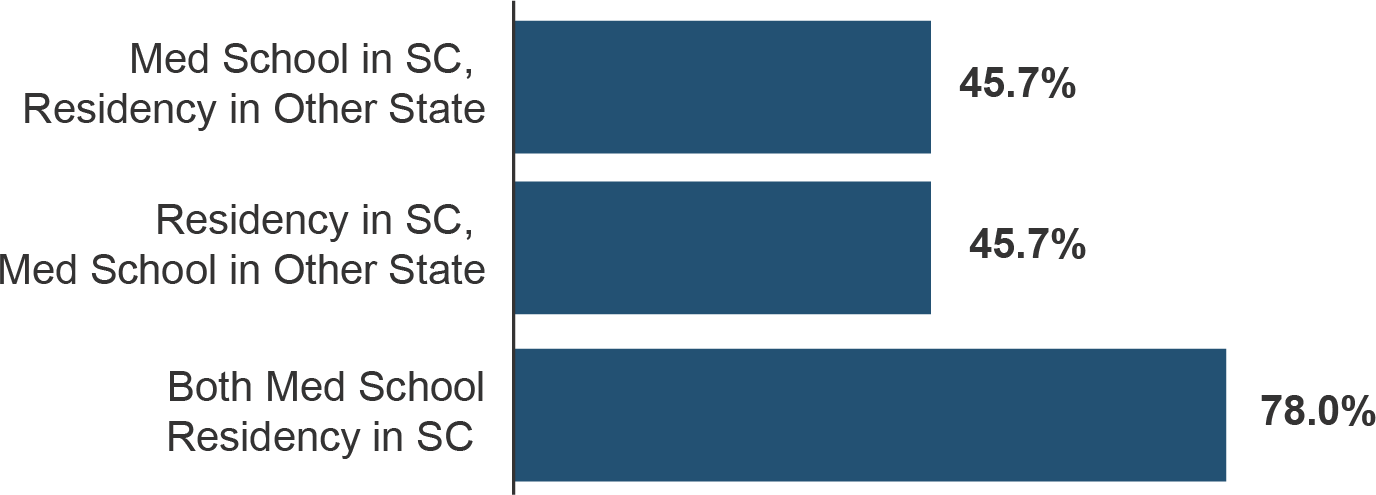 Med School in SC,
Residency in Other State
45.7%
Residency in SC,
Med School in Other State
45.7%
Both Med School
Residency in SC
78.0%